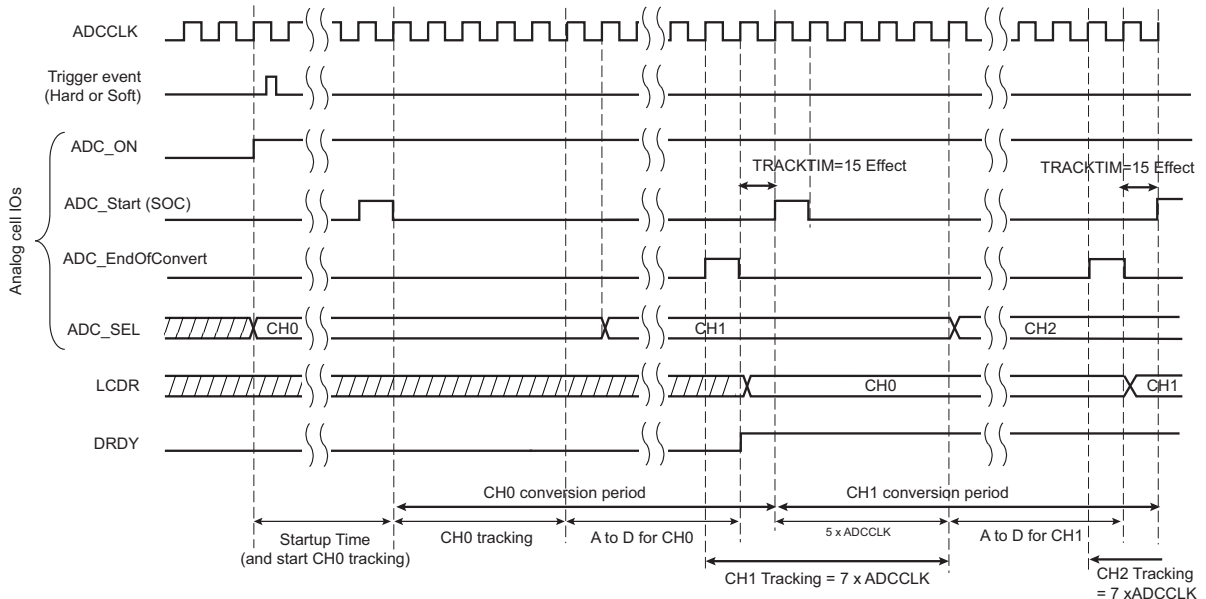 ADCCLK
Trigger event
(Hard or Soft)
Analog cell IOs
ADC_ON
TRACKTIM=15 Effect
TRACKTIM=15 Effect
ADC_Start (SOC)
ADC_EndOfConvert
ADC_SEL
CH0
CH1
CH2
LCDR
CH0
CH1
DRDY
CH0 conversion period
CH1 conversion period
Startup Time
(and start CH0 tracking)
CH0 tracking
A to D for CH0
5 x ADCCLK
A to D for CH1
CH1 Tracking = 7 x ADCCLK
CH2 Tracking
= 7 xADCCLK